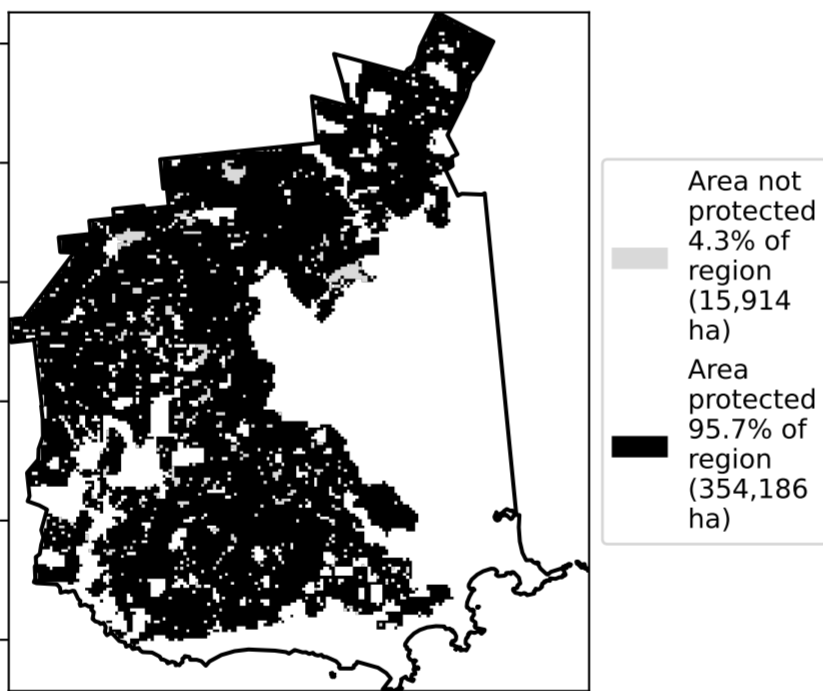 Area not
protected
4.3% of
region
(15,914
ha)
Area
protected
95.7% of
region
(354,186
ha)